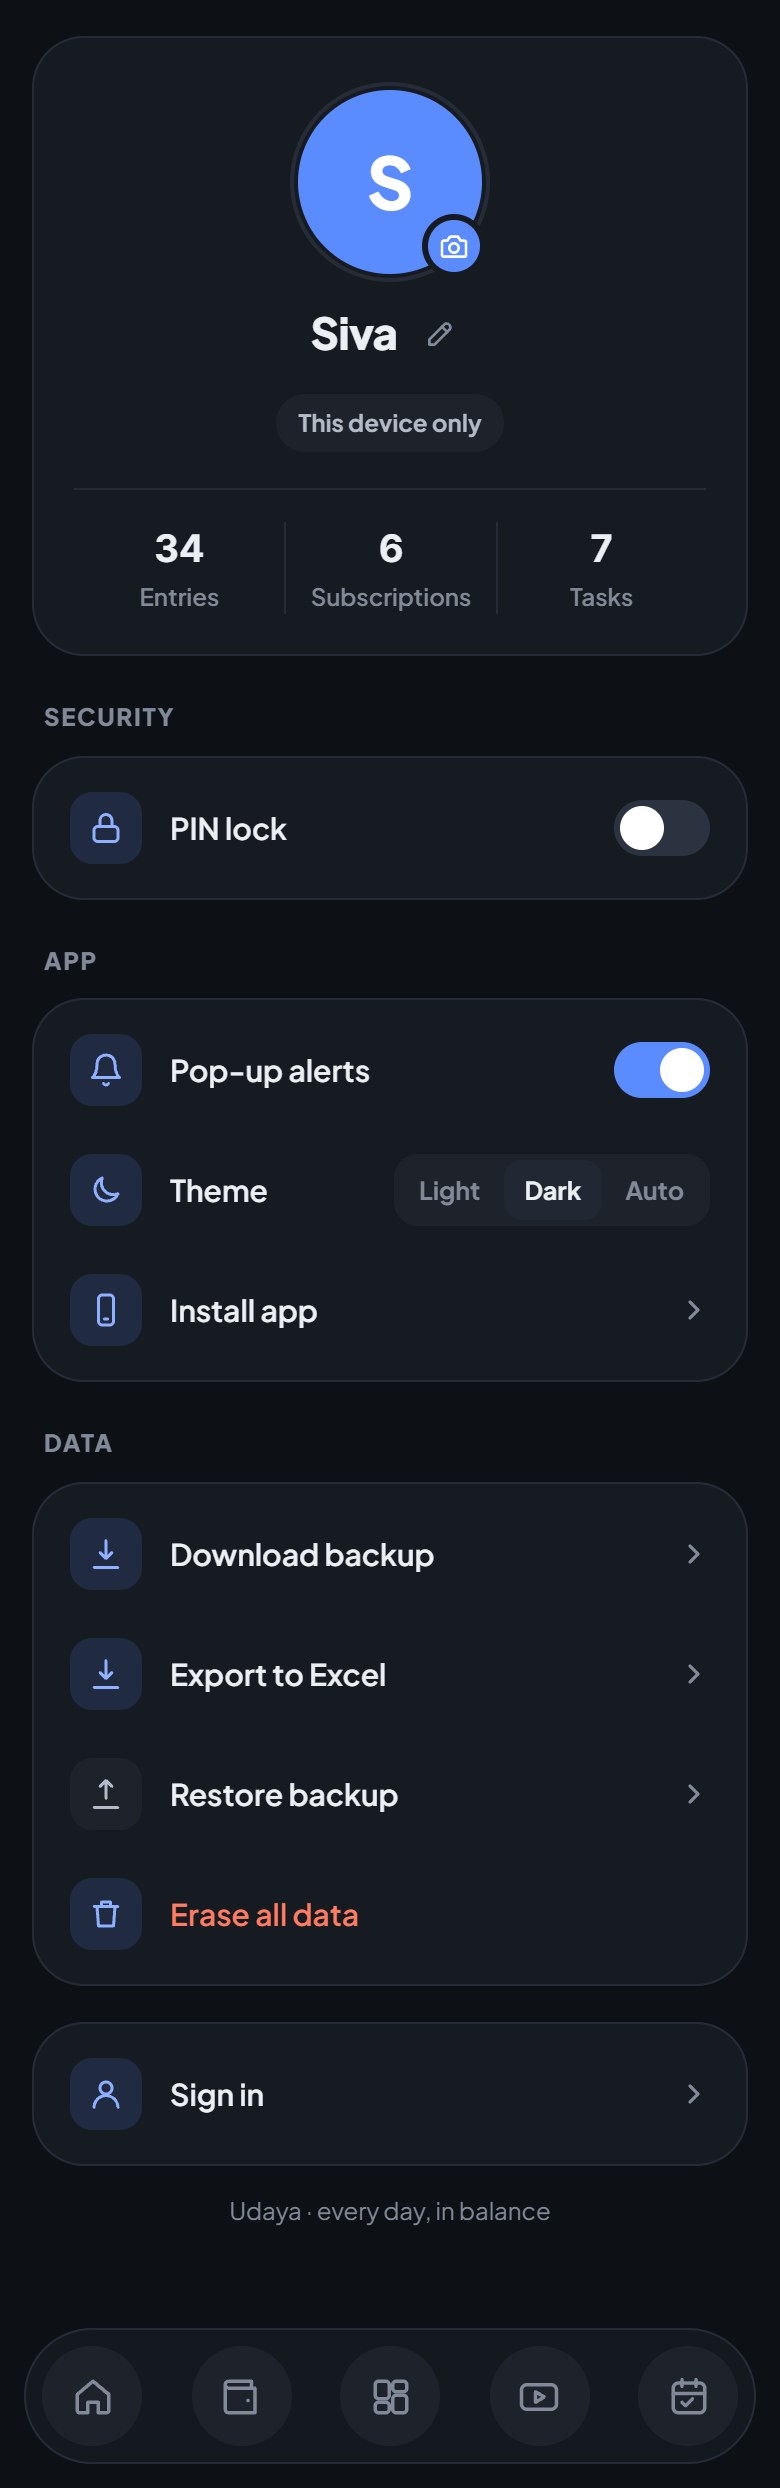 S
Siva
This device only
34 6 7
Entries Subscriptions Tasks
SECURITY
PIN lock
APP
Pop-up alerts
Theme Light Dark Auto
Install app
DATA
Download backup
Export to Excel
Restore backup
Erase all data
Sign in
Udaya · every day, in balance